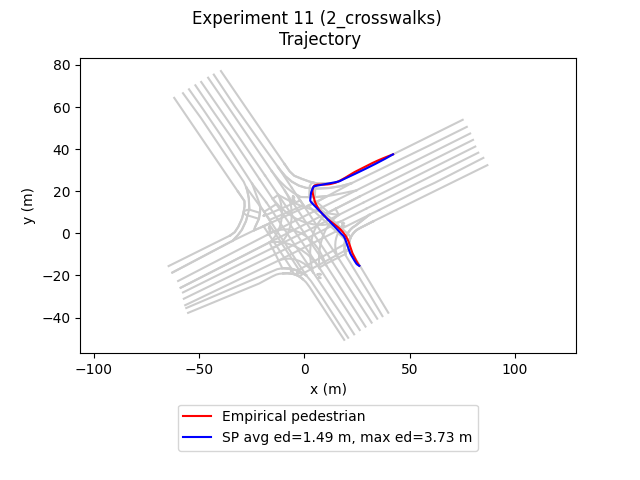 Experiment 11 (2_crosswalks)
Trajectory
80
60
40
20
0
−20
−40
y (m)
−100 −50 0 50 100
x (m)
Empirical pedestrian
SP avg ed=1.49 m, max ed=3.73 m